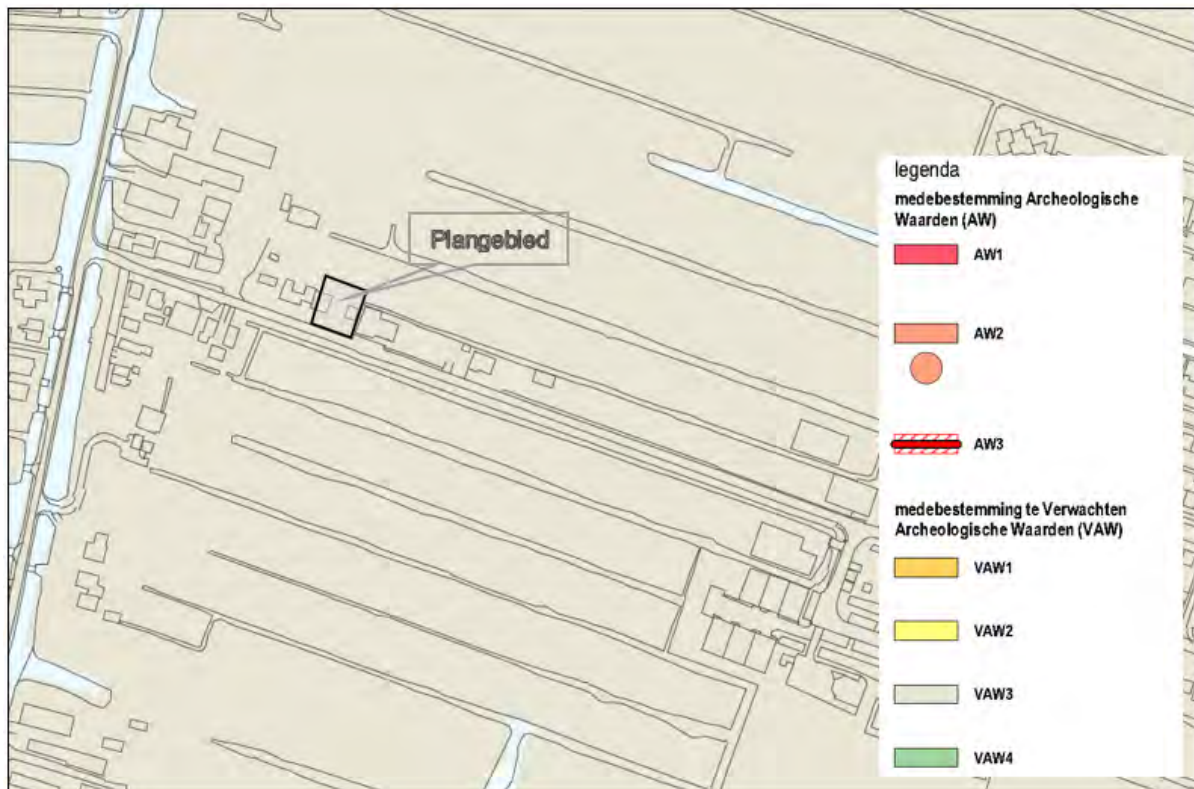 Plangebied
legenda
medebestemming Archeologische
Waarden (AW)
AW1
AW2
AW3
medebestemming te Verwachten
Archeologische Waarden (VAW)
VAW1
VAW2
VAW3
VAW4